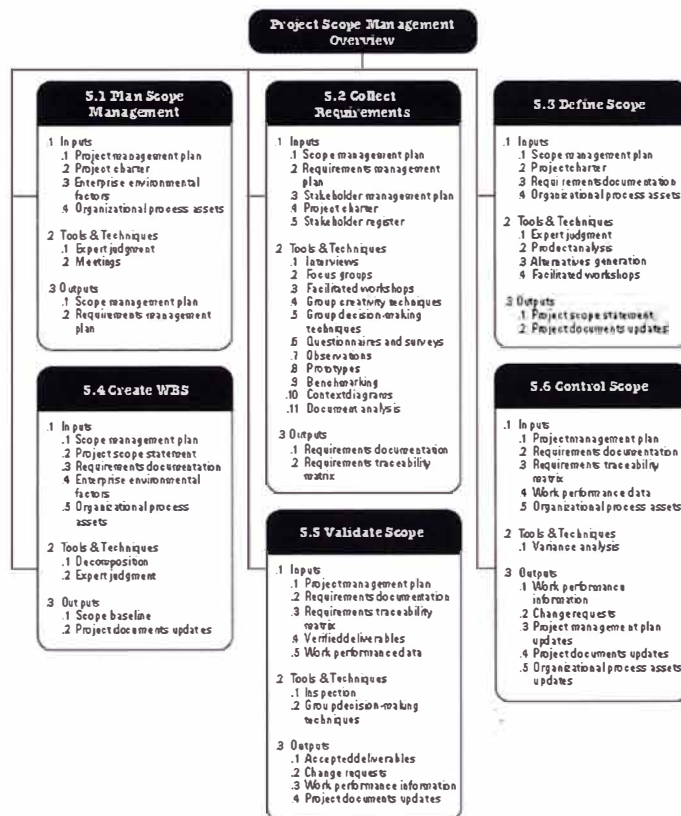 Project Scope Management
Overview
5.1 Plan Scope
Management
.1 Inputs
.1 Project management plan
.2 Project charter
.3 Enterprise environmental
factors
.4 Organizational process assets
.2 Tools & Techniques
.1 Expert judgment
.2 Meetings
.3 Outputs
.1 Scope management plan
.2 Requirements management
plan
5.2 Collect
Requirements
.1 Inputs
.1 Scope management plan
.2 Requirements management
plan
.3 Stakeholder management plan
.4 Project charter
.5 Stakeholder register
.2 Tools & Techniques
.1 Interviews
.2 Focus groups
.3 Facilitated workshops
.4 Group creativity techniques
.5 Group decision-making
techniques
.6 Questionnaires and surveys
.7 Observations
.8 Prototypes
.9 Benchmarking
.10 Context diagrams
.11 Document analysis
.3 Outputs
.1 Requirements documentation
.2 Requirements traceability
matrix
5.3 Define Scope
.1 Inputs
.1 Scope management plan
.2 Project charter
.3 Requirements documentation
.4 Organizational process assets
.2 Tools & Techniques
.1 Expert judgment
.2 Product analysis
.3 Alternatives generation
.4 Facilitated workshops
.3 Outputs
.1 Project scope statement
.2 Project documents updates
5.4 Create WBS
.1 Inputs
.1 Scope management plan
.2 Project scope statement
.3 Requirements documentation
.4 Enterprise environmental
factors
.5 Organizational process
assets
.2 Tools & Techniques
.1 Decomposition
.2 Expert judgment
.3 Outputs
.1 Scope baseline
.2 Project documents updates
5.5 Validate Scope
.1 Inputs
.1 Project management plan
.2 Requirements documentation
.3 Requirements traceability
matrix
.4 Verified deliverables
.5 Work performance data
.2 Tools & Techniques
.1 Inspection
.2 Group decision-making
techniques
.3 Outputs
.1 Accepted deliverables
.2 Change requests
.3 Work performance information
.4 Project documents updates
5.6 Control Scope
.1 Inputs
.1 Project management plan
.2 Requirements documentation
.3 Requirements traceability
matrix
.4 Work performance data
.5 Organizational process assets
.2 Tools & Techniques
.1 Variance analysis
.3 Outputs
.1 Work performance
information
.2 Change requests
.3 Project management plan
updates
.4 Project documents updates
.5 Organizational process assets
updates